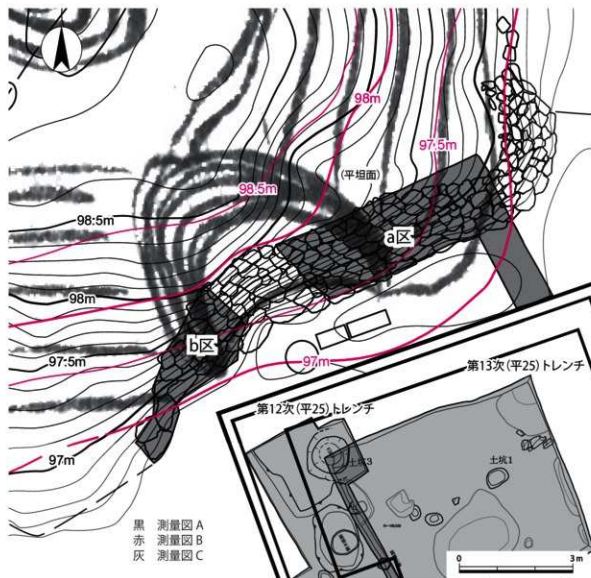 98m
97.5m
98.5m
(平坦面)
98.5m
a区
98m
b区
97.5m
97m
97m
第13次(平25)トレンチ
第12次(平25)トレンチ
土坑3
土坑1
黒 測量図A
赤 測量図B
灰 測量図C
0 3m